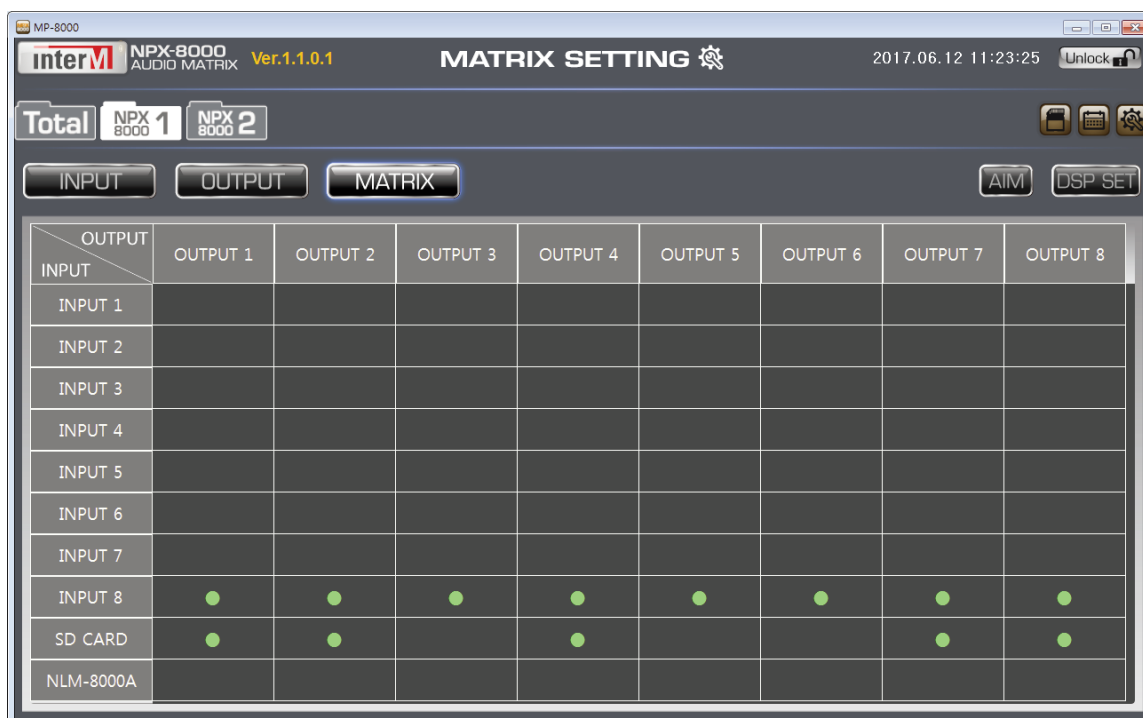 MP-8000
interM NPX-8000 AUDIO MATRIX Ver.1.1.0.1 MATRIX SETTING 2017.06.12 11:23:25 Unlock
Total NPX 8000 1 NPX 8000 2
INPUT OUTPUT MATRIX AIM DSP SET
OUTPUT
INPUT
OUTPUT 1 OUTPUT 2 OUTPUT 3 OUTPUT 4 OUTPUT 5 OUTPUT 6 OUTPUT 7 OUTPUT 8
INPUT 1
INPUT 2
INPUT 3
INPUT 4
INPUT 5
INPUT 6
INPUT 7
INPUT 8
SD CARD
NLM-8000A